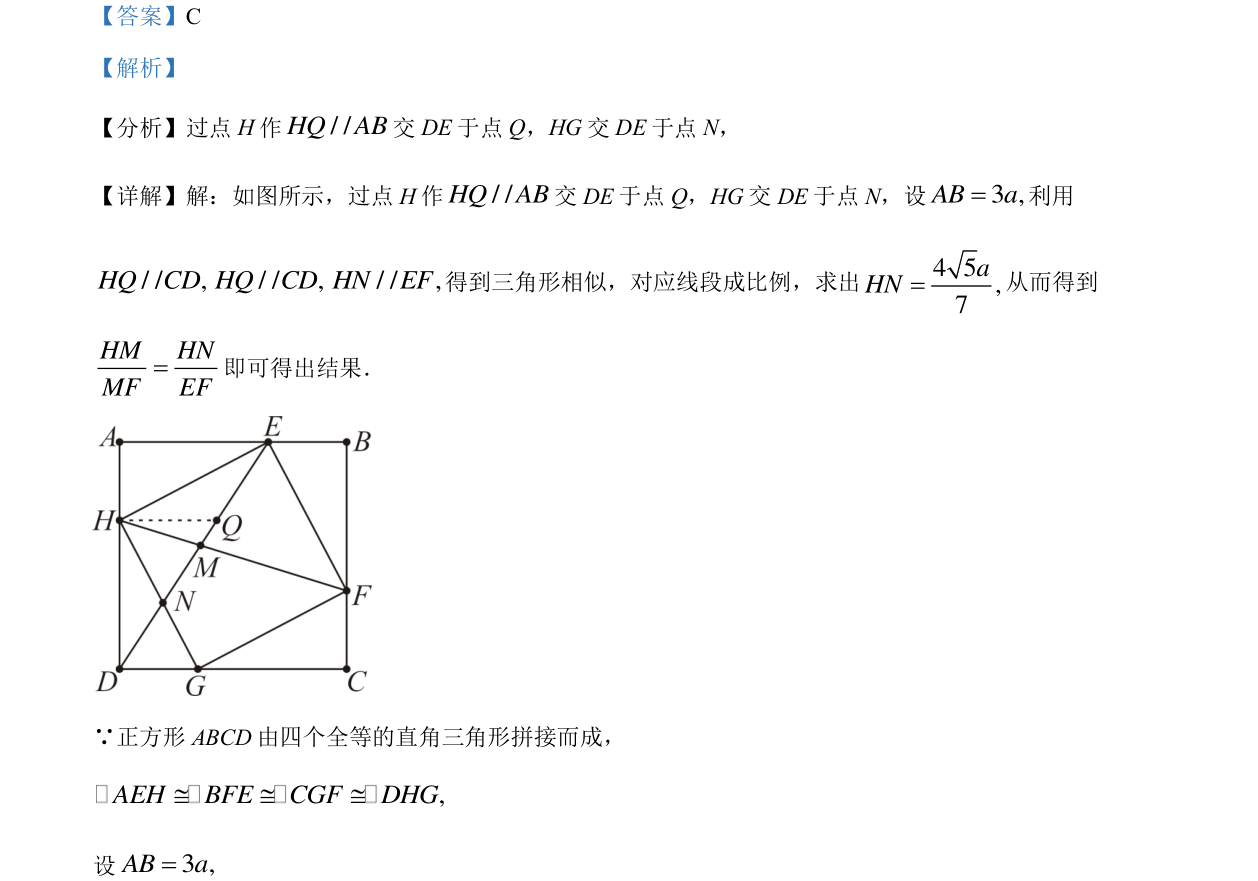 【答案】C
【解析】
【分析】过点 H 作 HQ//AB 交 DE 于点 Q，HG 交 DE 于点 N，
【详解】解：如图所示，过点 H 作 HQ//AB 交 DE 于点 Q，HG 交 DE 于点 N，设 AB = 3a, 利用
HQ//CD, HQ//CD, HN//EF, 得到三角形相似，对应线段成比例，求出 HN = 4√5a/7, 从而得到
HM/MF = HN/EF 即可得出结果．
A E B
H Q
M
N F
D G C
∵正方形 ABCD 由四个全等的直角三角形拼接而成，
□AEH ≅□BFE ≅□CGF ≅□DHG,
设 AB = 3a,